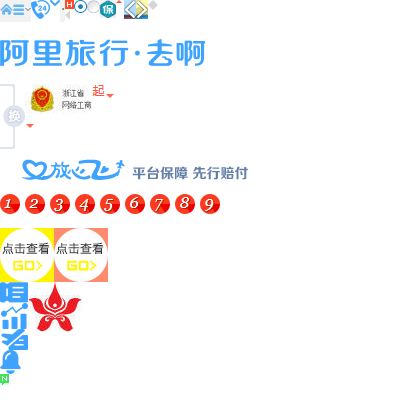 24
H
保
阿里旅行·去啊
浙江省
网络工商
起
换
放心飞 平台保障 先行赔付
1 2 3 4 5 6 7 8 9
点击查看 点击查看
GO> GO>
N